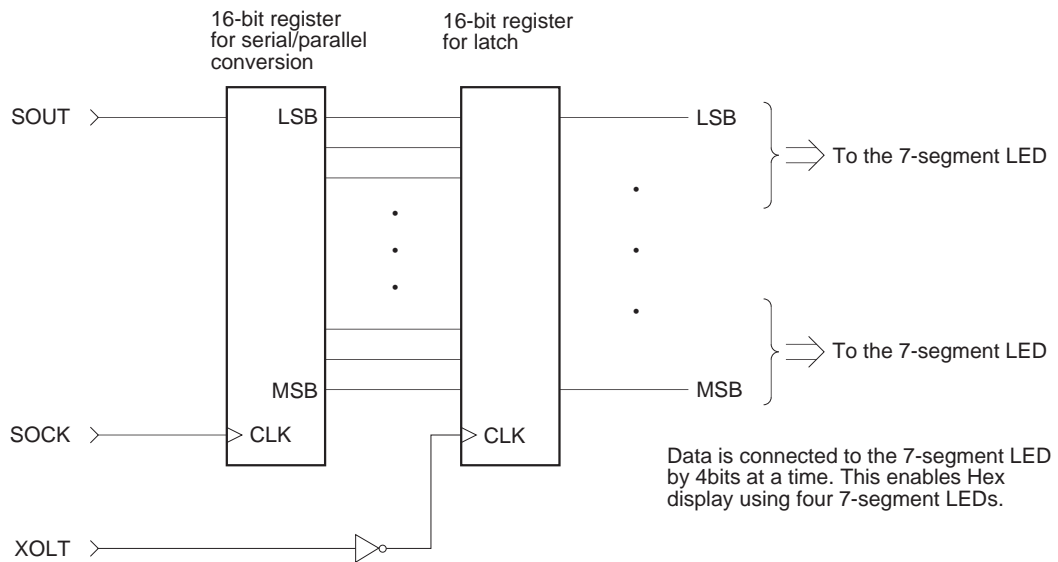 16-bit register
for serial/parallel
conversion
16-bit register
for latch
SOUT
LSB
LSB
To the 7-segment LED
To the 7-segment LED
MSB
MSB
SOCK
CLK
CLK
Data is connected to the 7-segment LED
by 4bits at a time. This enables Hex
display using four 7-segment LEDs.
XOLT